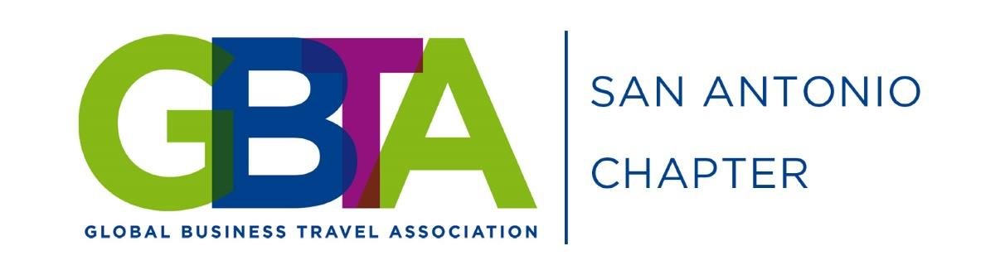 GBTA
GLOBAL BUSINESS TRAVEL ASSOCIATION
SAN ANTONIO
CHAPTER